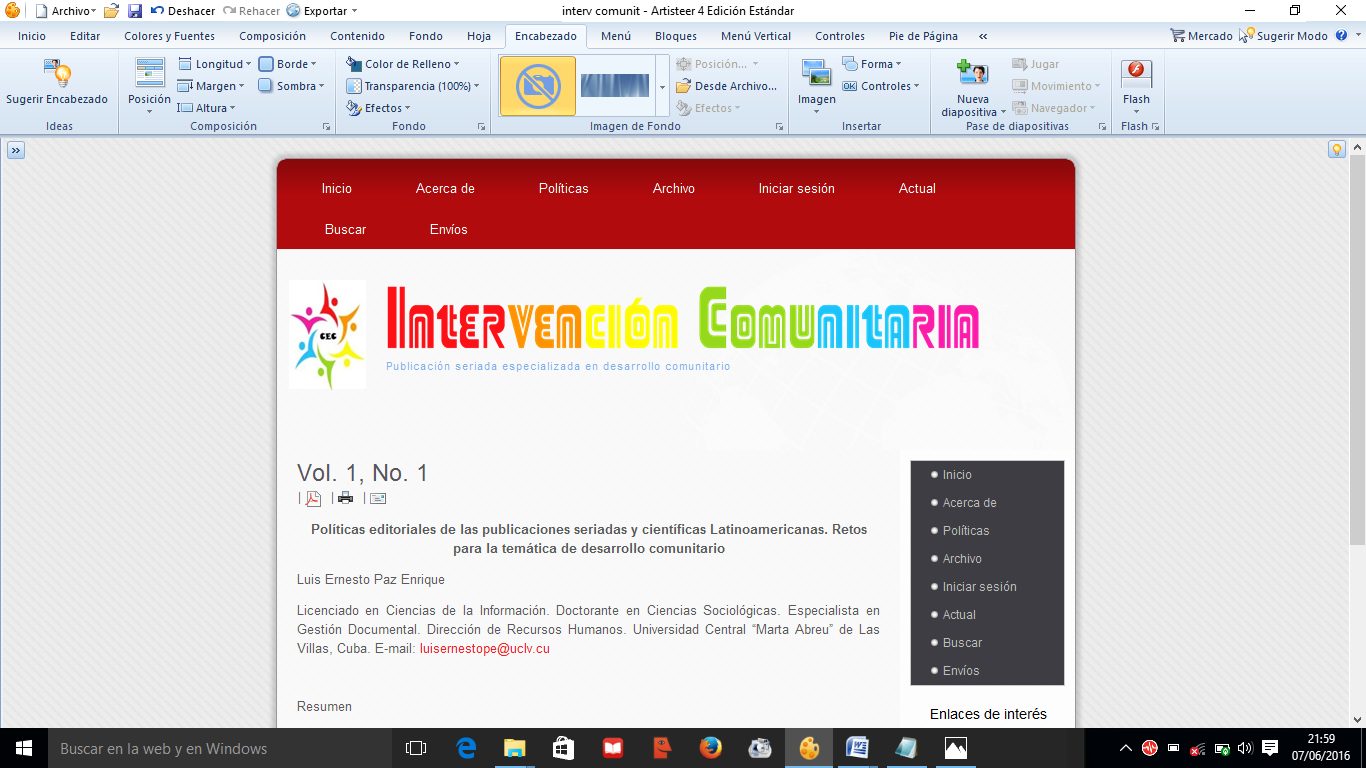 Archivo Deshacer Rehacer Exportar interv comunit - Artisteer 4 Edición Estándar
Inicio Editar Colores y Fuentes Composición Contenido Fondo Hoja Encabezado Menú Bloques Menú Vertical Controles Pie de Página « Mercado Sugerir Modo
Longitud Borde Color de Relleno Posición... Forma Jugar
Margen Sombra Transparencia (100%) Desde Archivo... Controles Movimiento
Sugerir Encabezado Posición Altura Efectos Efectos Imagen Nueva diapositiva Navegador Flash
Ideas Composición Fondo Imagen de Fondo Insertar Pase de diapositivas Flash
»
Inicio Acerca de Políticas Archivo Iniciar sesión Actual
Buscar Envíos
CEC
Intervención Comunitaria
Publicación seriada especializada en desarrollo comunitario
Vol. 1, No. 1
Políticas editoriales de las publicaciones seriadas y científicas Latinoamericanas. Retos
para la temática de desarrollo comunitario
Luis Ernesto Paz Enrique
Licenciado en Ciencias de la Información. Doctorante en Ciencias Sociológicas. Especialista en
Gestión Documental. Dirección de Recursos Humanos. Universidad Central “Marta Abreu” de Las
Villas, Cuba. E-mail: luisernestope@uclv.cu
Resumen
Inicio
Acerca de
Políticas
Archivo
Iniciar sesión
Actual
Buscar
Envíos
Enlaces de interés
Buscar en la web y en Windows
21:59
07/06/2016